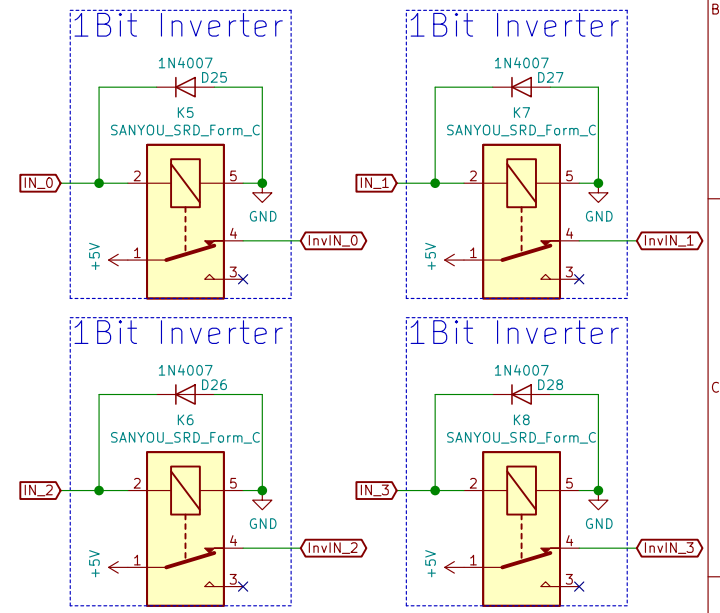 B
1Bit Inverter
1N4007
D25
K5
SANYOU_SRD_Form_C
IN_0
2
5
GND
+5V
1
4
InvIN_0
3
1Bit Inverter
1N4007
D27
K7
SANYOU_SRD_Form_C
IN_1
2
5
GND
+5V
1
4
InvIN_1
3
1Bit Inverter
1N4007
D26
K6
SANYOU_SRD_Form_C
IN_2
2
5
GND
+5V
1
4
InvIN_2
3
1Bit Inverter
1N4007
D28
K8
SANYOU_SRD_Form_C
IN_3
2
5
GND
+5V
1
4
InvIN_3
3
C